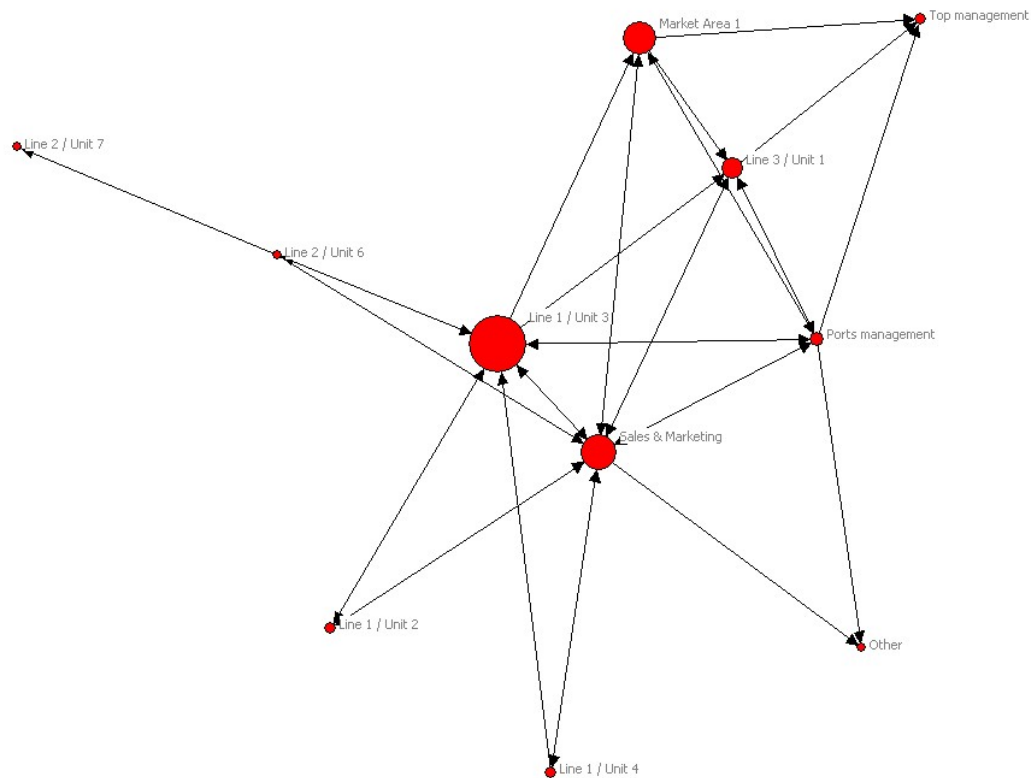 Top management
Market Area 1
Line 2 / Unit 7
Line 3 / Unit 1
Line 2 / Unit 6
Line 1 / Unit 3
Ports management
Sales & Marketing
Line 1 / Unit 2
Other
Line 1 / Unit 4